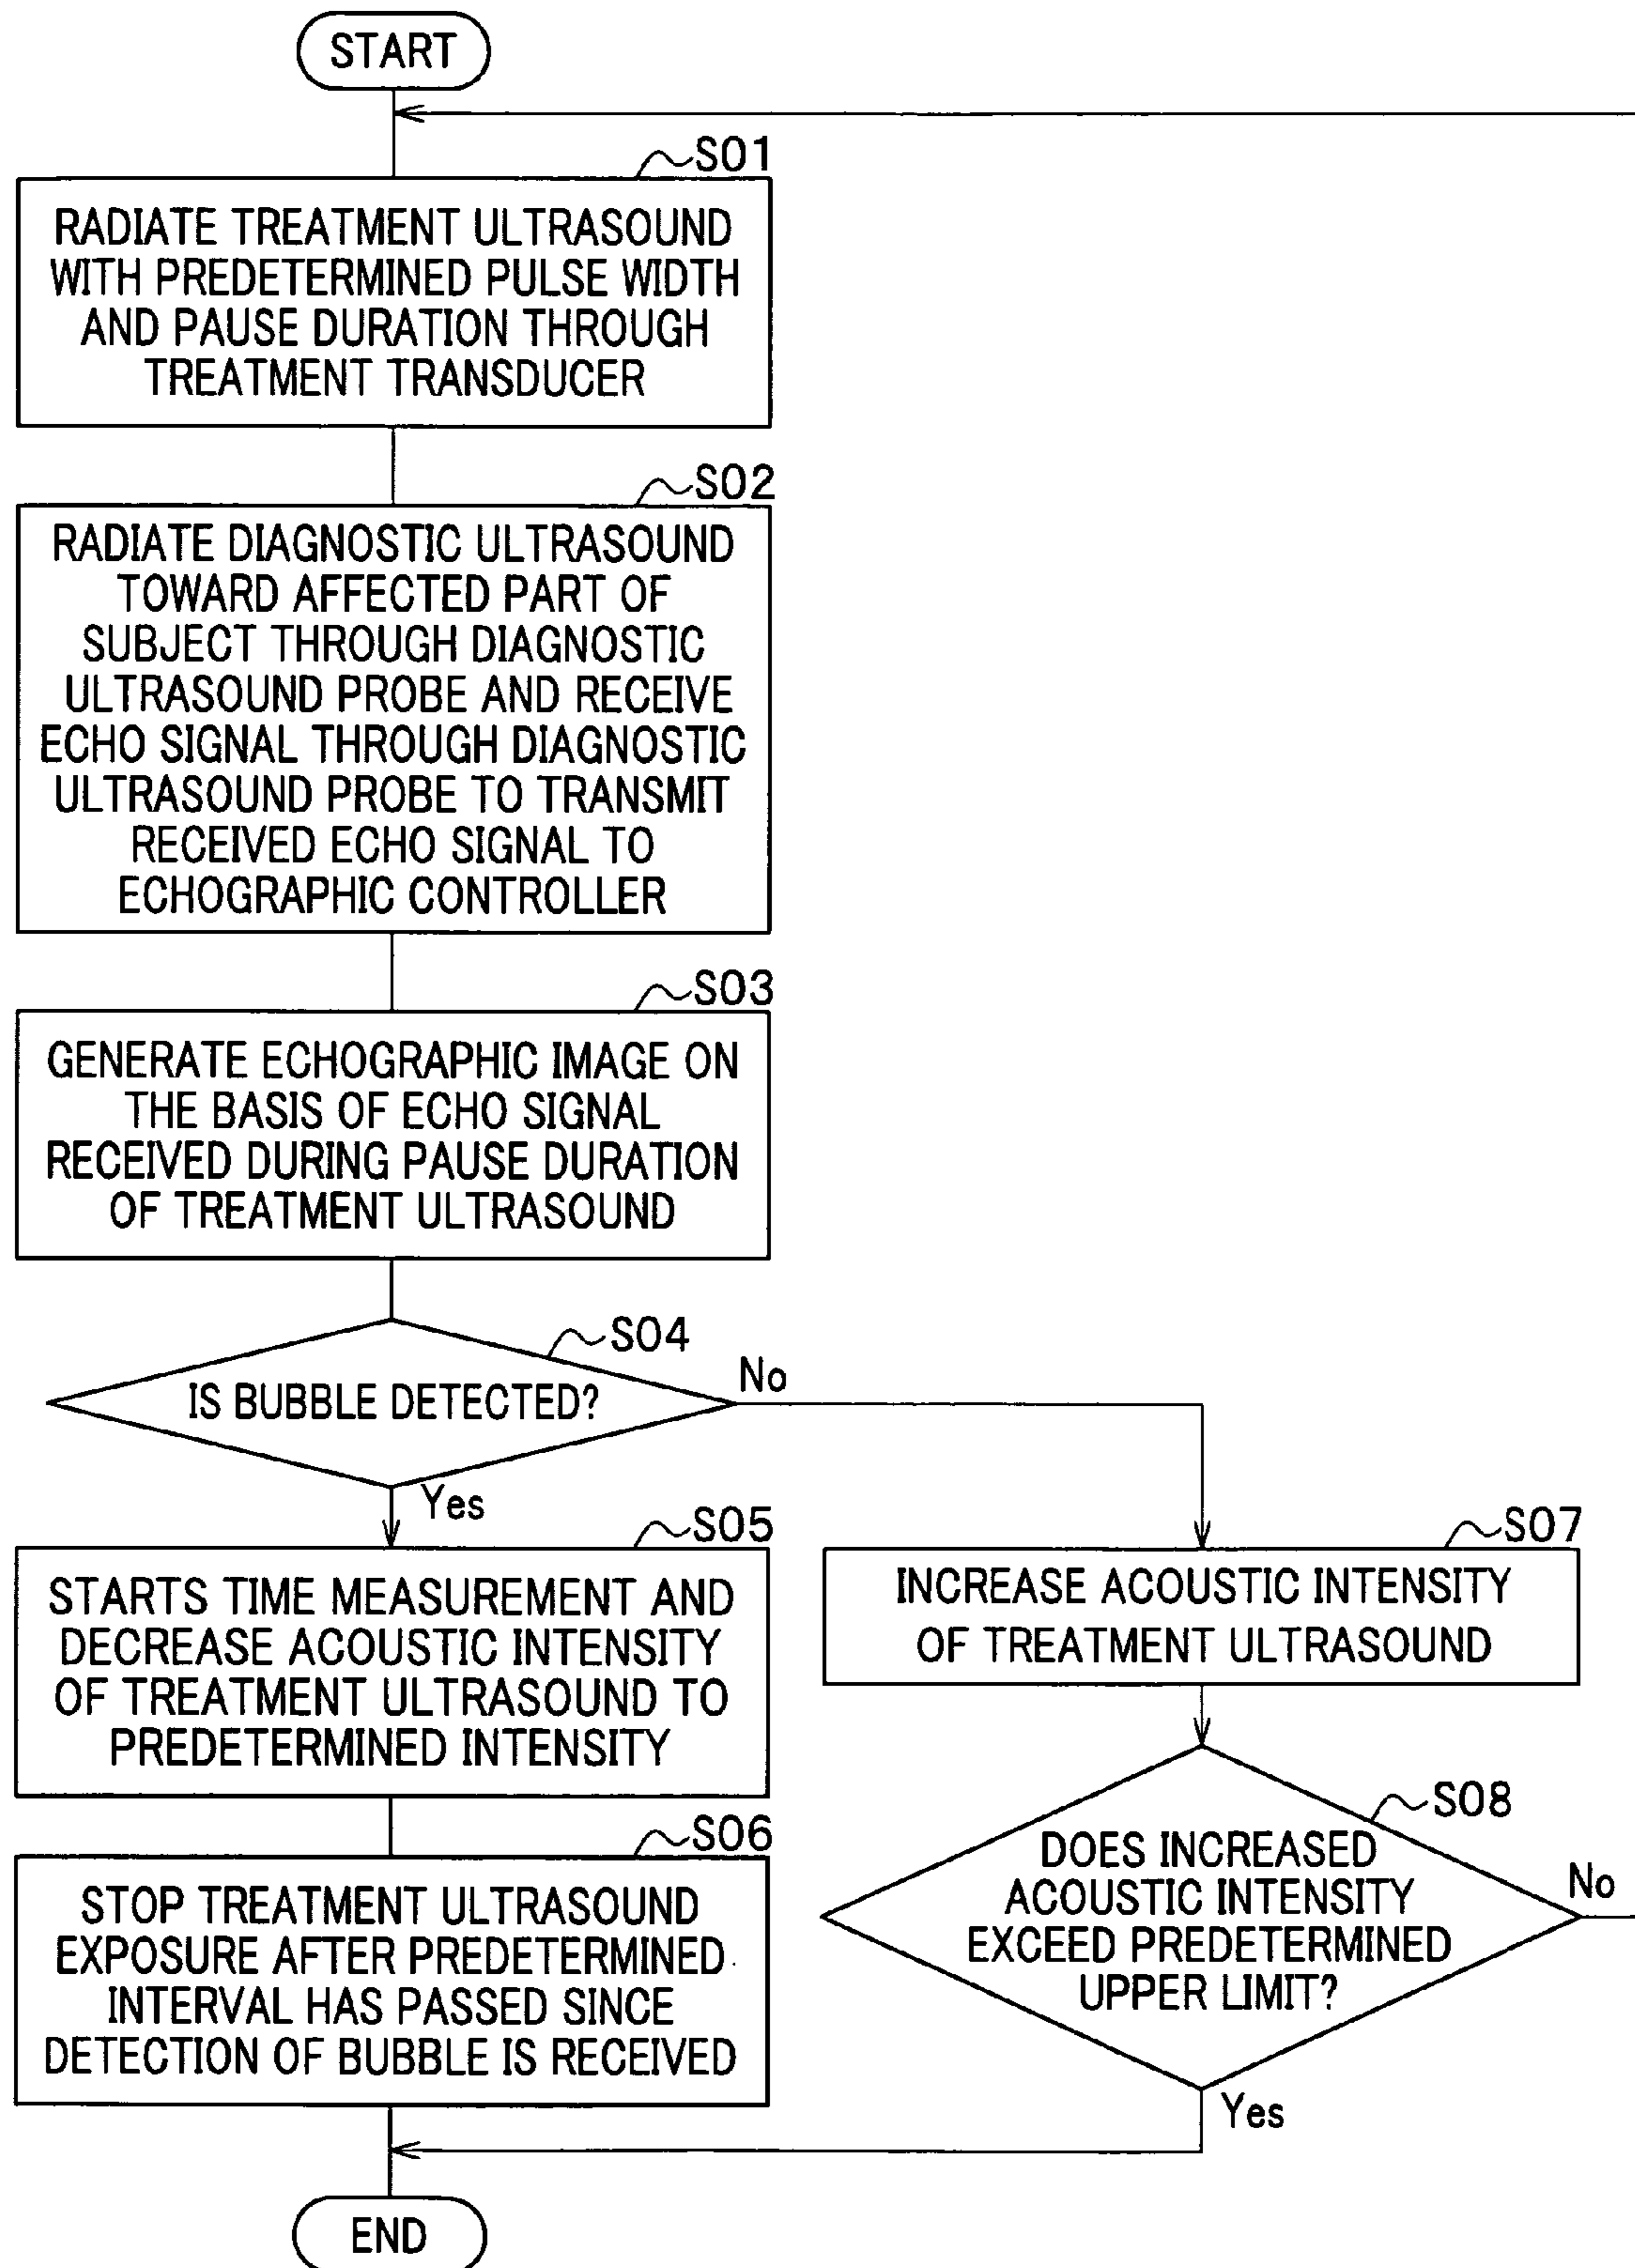 START
S01
RADIATE TREATMENT ULTRASOUND
WITH PREDETERMINED PULSE WIDTH
AND PAUSE DURATION THROUGH
TREATMENT TRANSDUCER
S02
RADIATE DIAGNOSTIC ULTRASOUND
TOWARD AFFECTED PART OF
SUBJECT THROUGH DIAGNOSTIC
ULTRASOUND PROBE AND RECEIVE
ECHO SIGNAL THROUGH DIAGNOSTIC
ULTRASOUND PROBE TO TRANSMIT
RECEIVED ECHO SIGNAL TO
ECHOGRAPHIC CONTROLLER
S03
GENERATE ECHOGRAPHIC IMAGE ON
THE BASIS OF ECHO SIGNAL
RECEIVED DURING PAUSE DURATION
OF TREATMENT ULTRASOUND
S04
IS BUBBLE DETECTED?
No
Yes
S05
STARTS TIME MEASUREMENT AND
DECREASE ACOUSTIC INTENSITY
OF TREATMENT ULTRASOUND TO
PREDETERMINED INTENSITY
S06
STOP TREATMENT ULTRASOUND
EXPOSURE AFTER PREDETERMINED
INTERVAL HAS PASSED SINCE
DETECTION OF BUBBLE IS RECEIVED
S07
INCREASE ACOUSTIC INTENSITY
OF TREATMENT ULTRASOUND
S08
DOES INCREASED
ACOUSTIC INTENSITY
EXCEED PREDETERMINED
UPPER LIMIT?
No
Yes
END